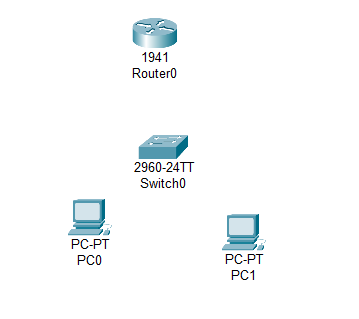 1941
Router0
2960-24TT
Switch0
PC-PT
PC0
PC-PT
PC1